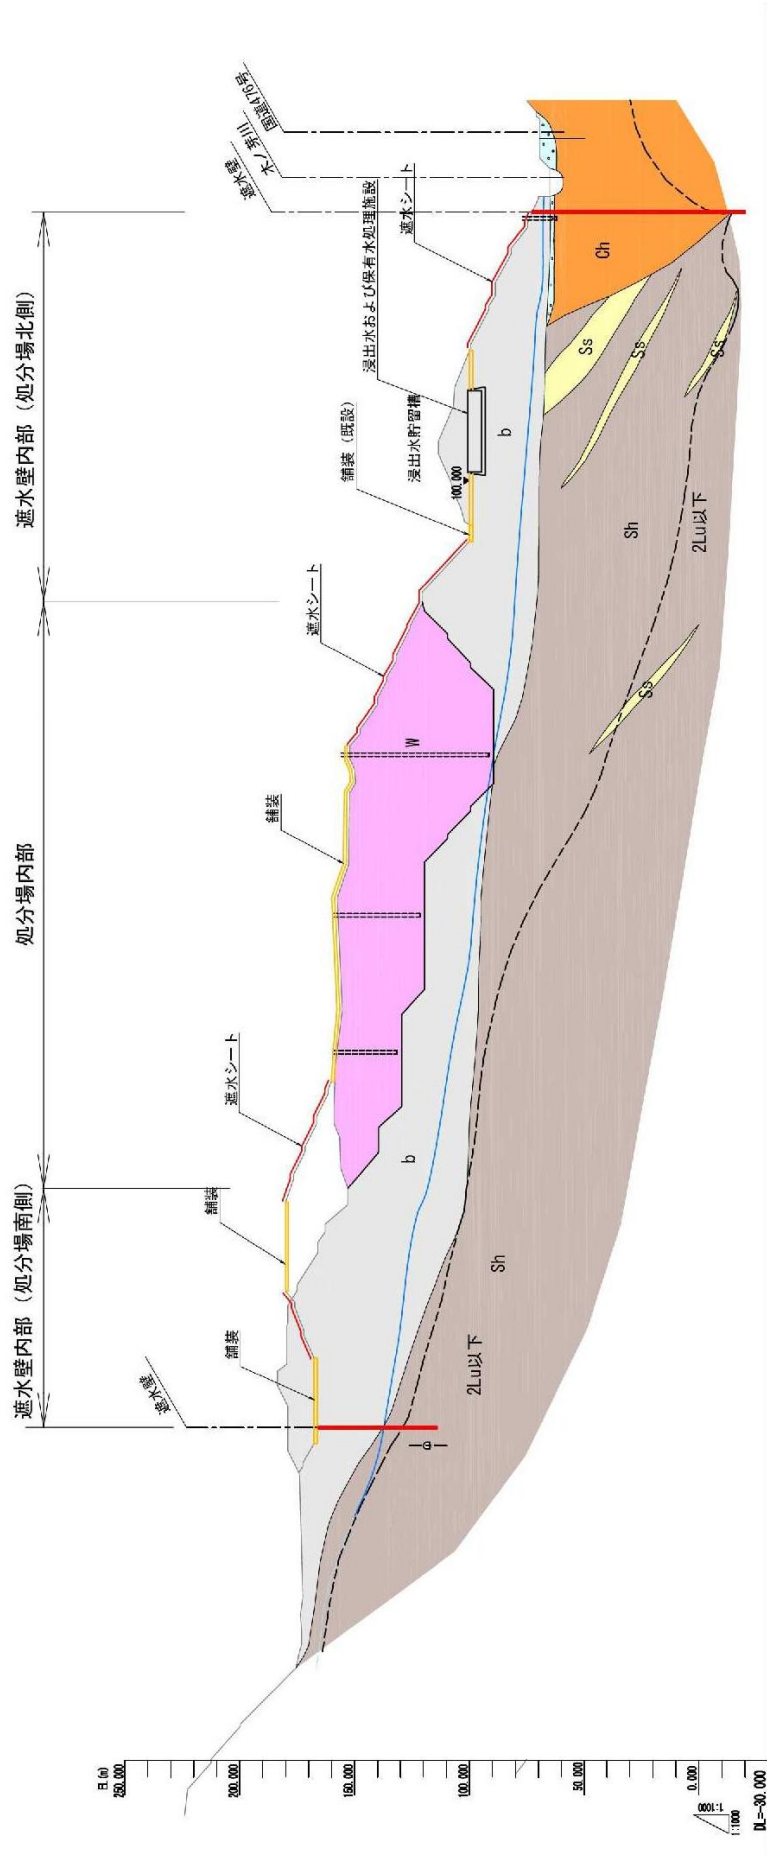 遮水壁内部（処分場南側）
処分場内部
遮水壁内部（処分場北側）
遮水壁
舗装
舗装
遮水シート
舗装
遮水シート
舗装（既設）
浸出水貯留槽
100.000
浸出水および保有水処理施設
遮水シート
遮水壁
木ノ芽川
国道476号
EL(m)
250.000
200.000
150.000
100.000
50.000
0.000
DL=-30.000
1:1000
1:1000
W
b
b
Sh
Sh
2Lu以下
2Lu以下
Ss
Ss
Ss
Ss
Ch